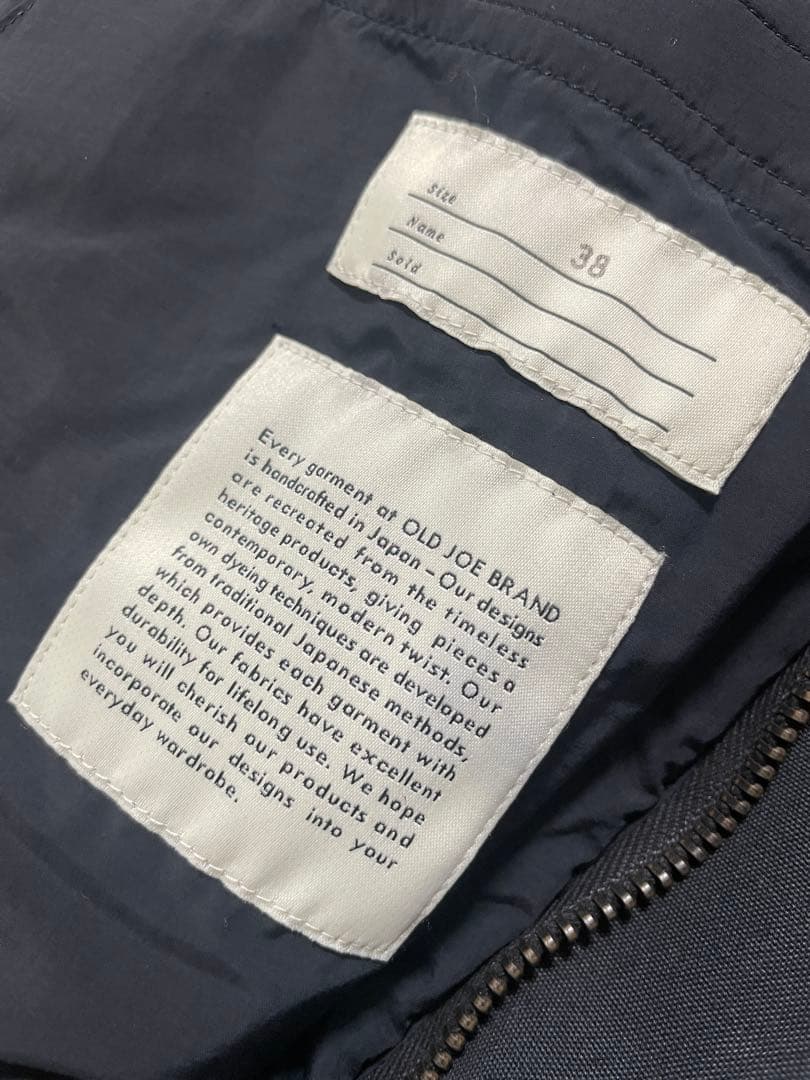 Size 38
Name
Sold
Every garment at OLD JOE BRAND
is handcrafted in Japan – Our designs
are recreated from the timeless
heritage products, giving pieces a
contemporary, modern twist. Our
own dyeing techniques are developed
from traditional Japanese methods,
which provides each garment with
depth. Our fabrics have excellent
durability for lifelong use. We hope
you will cherish our products and
incorporate our designs into your
everyday wardrobe.